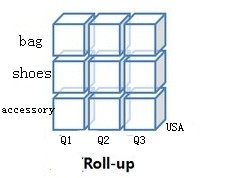 bag
shoes
accessory
USA
Q1 Q2 Q3
Roll-up